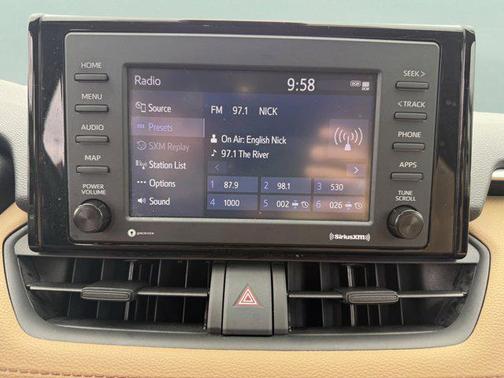 HOME
MENU
AUDIO
MAP
POWER
VOLUME
Radio
9:58
Source
Presets
SXM Replay
Station List
Options
Sound
FM 97.1 NICK
On Air: English Nick
97.1 The River
1 87.9
2 98.1
3 530
4 1000
5 002
6 026
SEEK >
< TRACK
PHONE
APPS
TUNE
SCROLL
((SiriusXM))